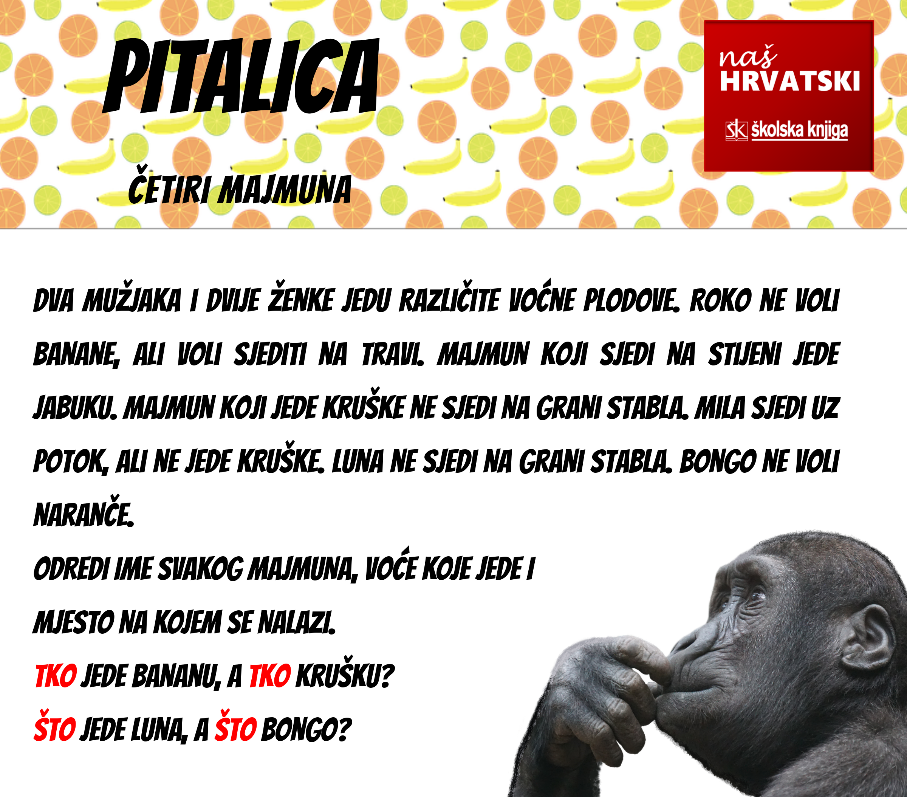 PITALICA
naš
HRVATSKI
šk školska knjiga
ČETIRI MAJMUNA
DVA MUŽJAKA I DVIJE ŽENKE JEDU RAZLIČITE VOĆNE PLODOVE. ROKO NE VOLI
BANANE, ALI VOLI SJEDITI NA TRAVI. MAJMUN KOJI SJEDI NA STIJENI JEDE
JABUKU. MAJMUN KOJI JEDE KRUŠKE NE SJEDI NA GRANI STABLA. MILA SJEDI UZ
POTOK, ALI NE JEDE KRUŠKE. LUNA NE SJEDI NA GRANI STABLA. BONGO NE VOLI
NARANČE.
ODREDI IME SVAKOG MAJMUNA, VOĆE KOJE JEDE I
MJESTO NA KOJEM SE NALAZI.
TKO JEDE BANANU, A TKO KRUŠKU?
ŠTO JEDE LUNA, A ŠTO BONGO?